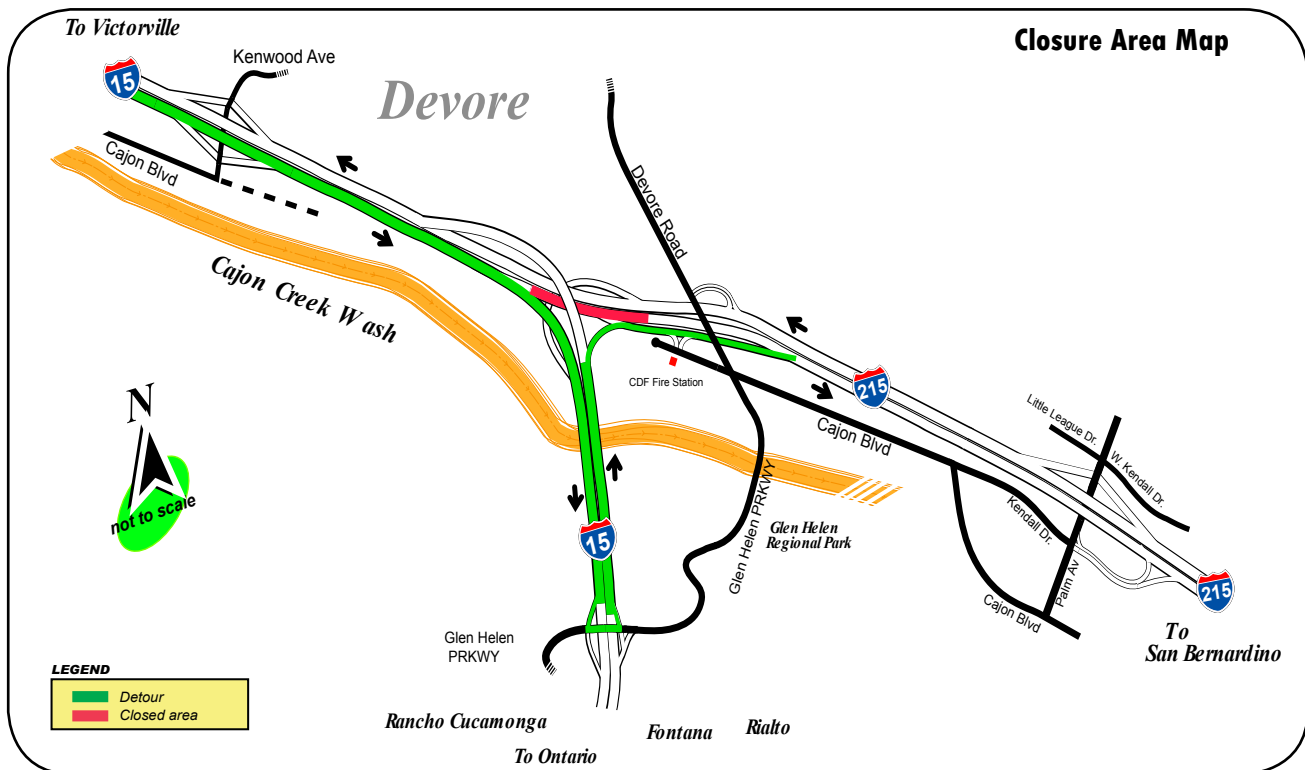 To Victorville
Closure Area Map
Kenwood Ave
15
Devore
Cajon Blvd
Devore Road
Cajon Creek Wash
CDF Fire Station
215
Little League Dr.
W. Kendall Dr.
Cajon Blvd
N
not to scale
Glen Helen PRKWY
Kendall Dr.
Glen Helen
Regional Park
15
Palm Av
215
Cajon Blvd
To
San Bernardino
Glen Helen
PRKWY
LEGEND
Detour
Closed area
Rancho Cucamonga
Fontana
Rialto
To Ontario